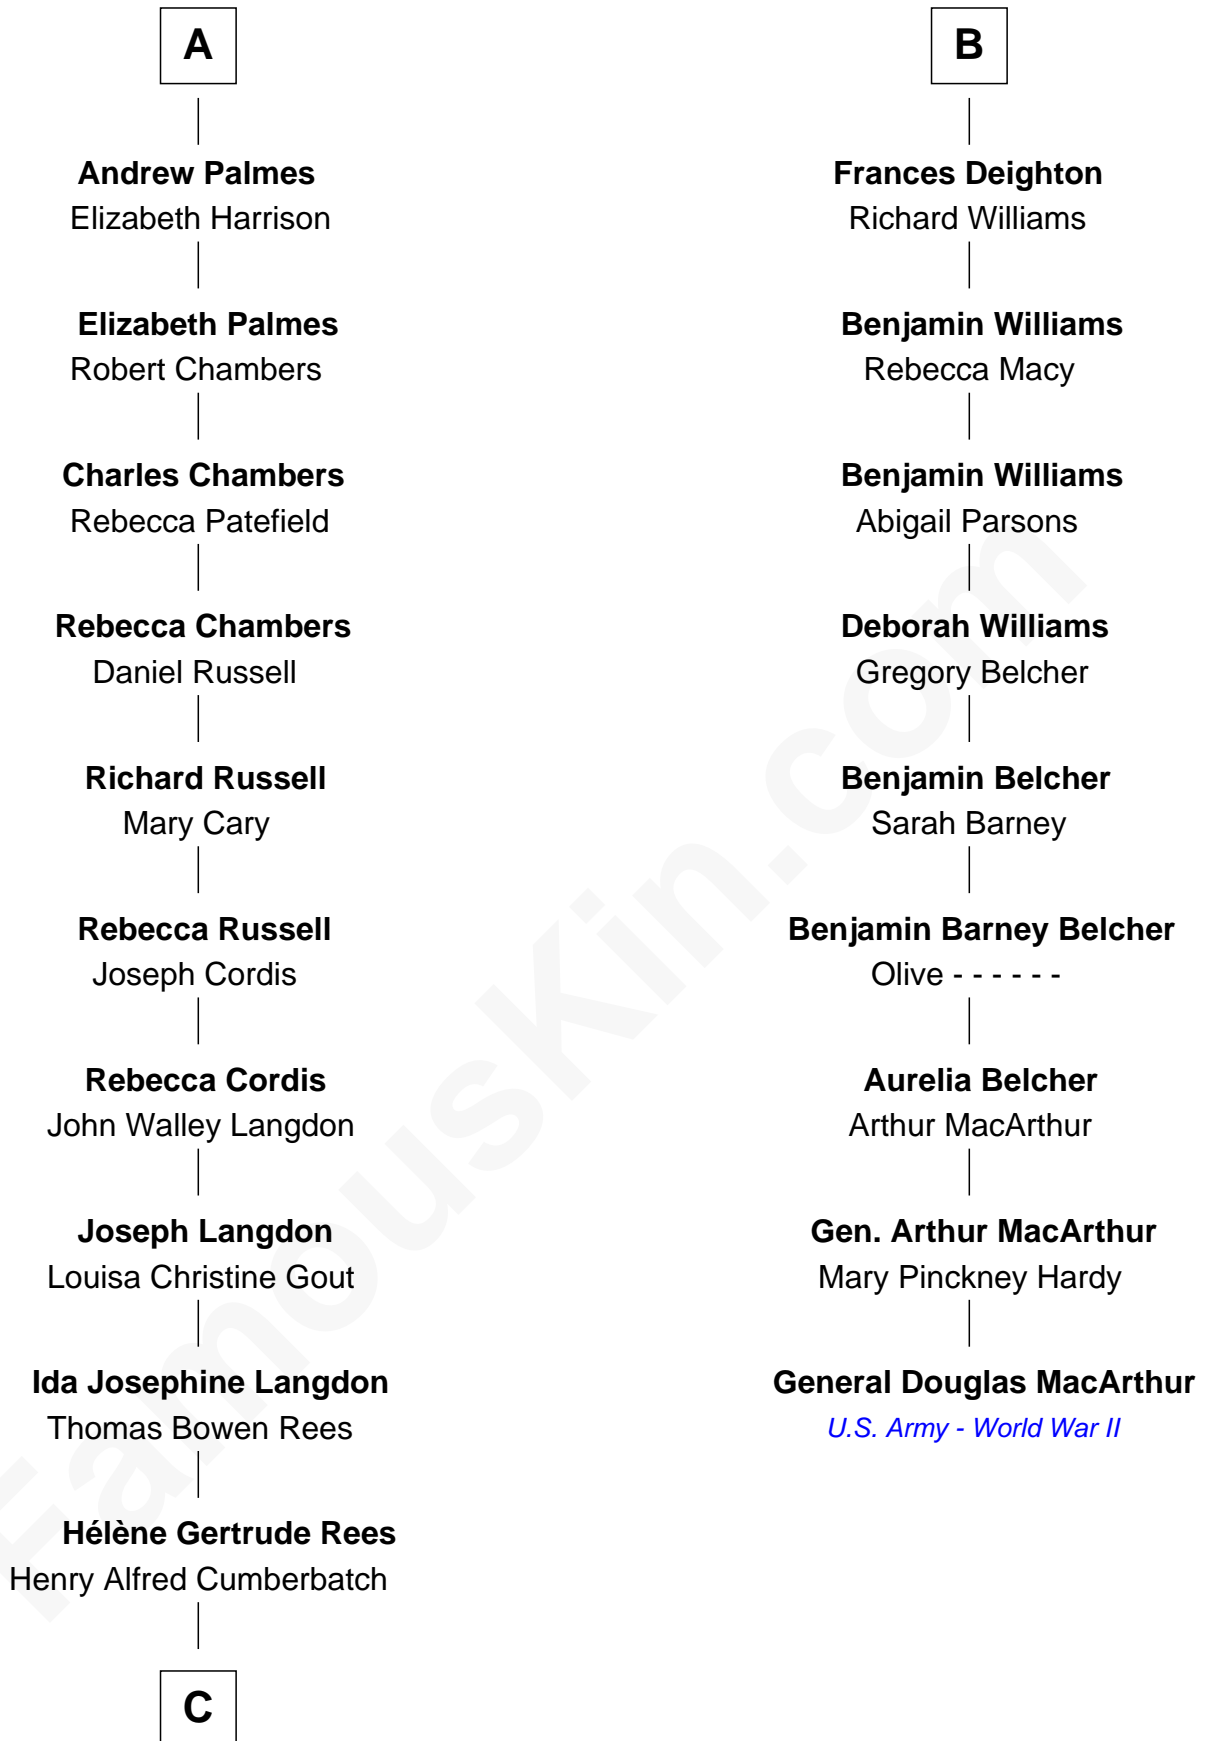 A
Andrew Palmes
Elizabeth Harrison
Elizabeth Palmes
Robert Chambers
Charles Chambers
Rebecca Patefield
Rebecca Chambers
Daniel Russell
Richard Russell
Mary Cary
Rebecca Russell
Joseph Cordis
Rebecca Cordis
John Walley Langdon
Joseph Langdon
Louisa Christine Gout
Ida Josephine Langdon
Thomas Bowen Rees
Hélène Gertrude Rees
Henry Alfred Cumberbatch
C
B
Frances Deighton
Richard Williams
Benjamin Williams
Rebecca Macy
Benjamin Williams
Abigail Parsons
Deborah Williams
Gregory Belcher
Benjamin Belcher
Sarah Barney
Benjamin Barney Belcher
Olive - - - - - -
Aurelia Belcher
Arthur MacArthur
Gen. Arthur MacArthur
Mary Pinckney Hardy
General Douglas MacArthur
U.S. Army - World War II
FamousKin.com